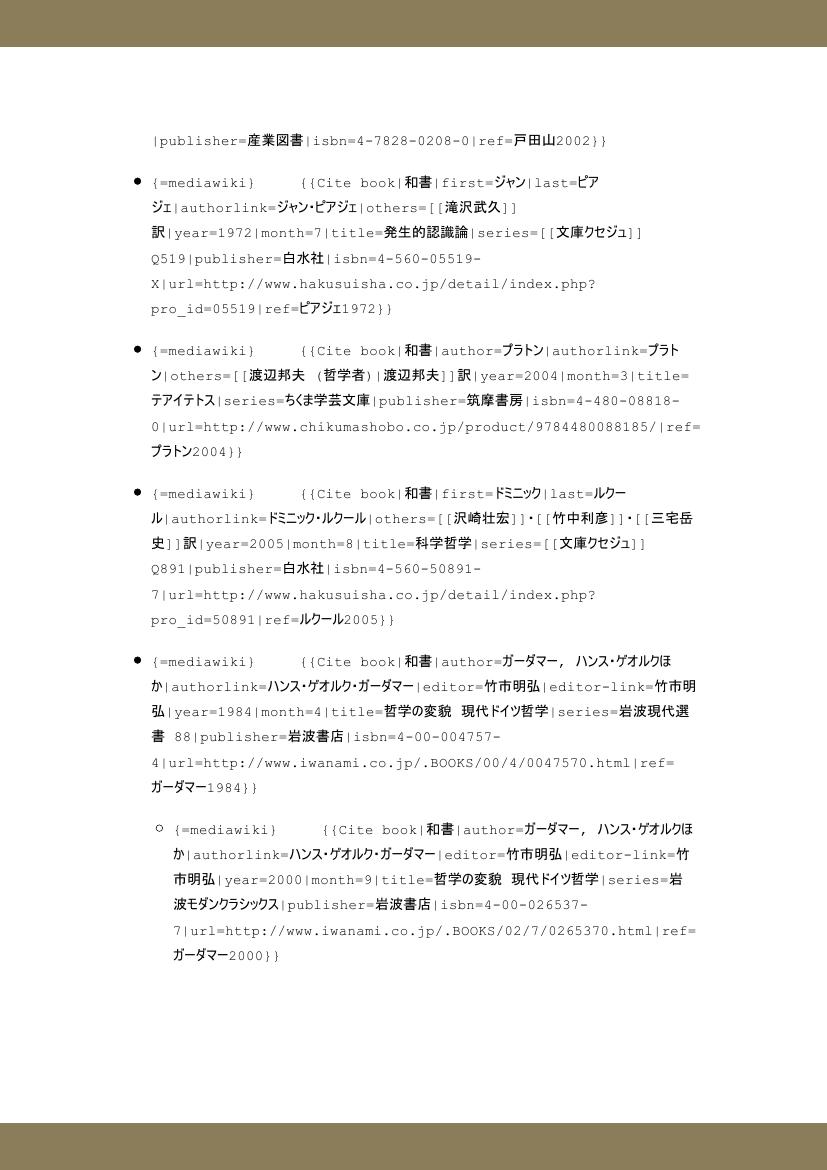 |publisher=産業図書|isbn=4-7828-0208-0|ref=戸田山2002}}
• {=mediawiki} {{Cite book|和書|first=ジャン|last=ピア
ジェ|authorlink=ジャン・ピアジェ|others=[[滝沢武久]]
訳|year=1972|month=7|title=発生的認識論|series=[[文庫クセジュ]]
Q519|publisher=白水社|isbn=4-560-05519-
X|url=http://www.hakusuisha.co.jp/detail/index.php?
pro_id=05519|ref=ピアジェ1972}}
• {=mediawiki} {{Cite book|和書|author=プラトン|authorlink=プラト
ン|others=[[渡辺邦夫 (哲学者)|渡辺邦夫]]訳|year=2004|month=3|title=
テアイテトス|series=ちくま学芸文庫|publisher=筑摩書房|isbn=4-480-08818-
0|url=http://www.chikumashobo.co.jp/product/9784480088185/|ref=
プラトン2004}}
• {=mediawiki} {{Cite book|和書|first=ドミニック|last=ルクー
ル|authorlink=ドミニック・ルクール|others=[[沢崎壮宏]]・[[竹中利彦]]・[[三宅岳
史]]訳|year=2005|month=8|title=科学哲学|series=[[文庫クセジュ]]
Q891|publisher=白水社|isbn=4-560-50891-
7|url=http://www.hakusuisha.co.jp/detail/index.php?
pro_id=50891|ref=ルクール2005}}
• {=mediawiki} {{Cite book|和書|author=ガーダマー, ハンス・ゲオルクほ
か|authorlink=ハンス・ゲオルク・ガーダマー|editor=竹市明弘|editor-link=竹市明
弘|year=1984|month=4|title=哲学の変貌 現代ドイツ哲学|series=岩波現代選
書 88|publisher=岩波書店|isbn=4-00-004757-
4|url=http://www.iwanami.co.jp/.BOOKS/00/4/0047570.html|ref=
ガーダマー1984}}
○ {=mediawiki} {{Cite book|和書|author=ガーダマー, ハンス・ゲオルクほ
か|authorlink=ハンス・ゲオルク・ガーダマー|editor=竹市明弘|editor-link=竹
市明弘|year=2000|month=9|title=哲学の変貌 現代ドイツ哲学|series=岩
波モダンクラシックス|publisher=岩波書店|isbn=4-00-026537-
7|url=http://www.iwanami.co.jp/.BOOKS/02/7/0265370.html|ref=
ガーダマー2000}}